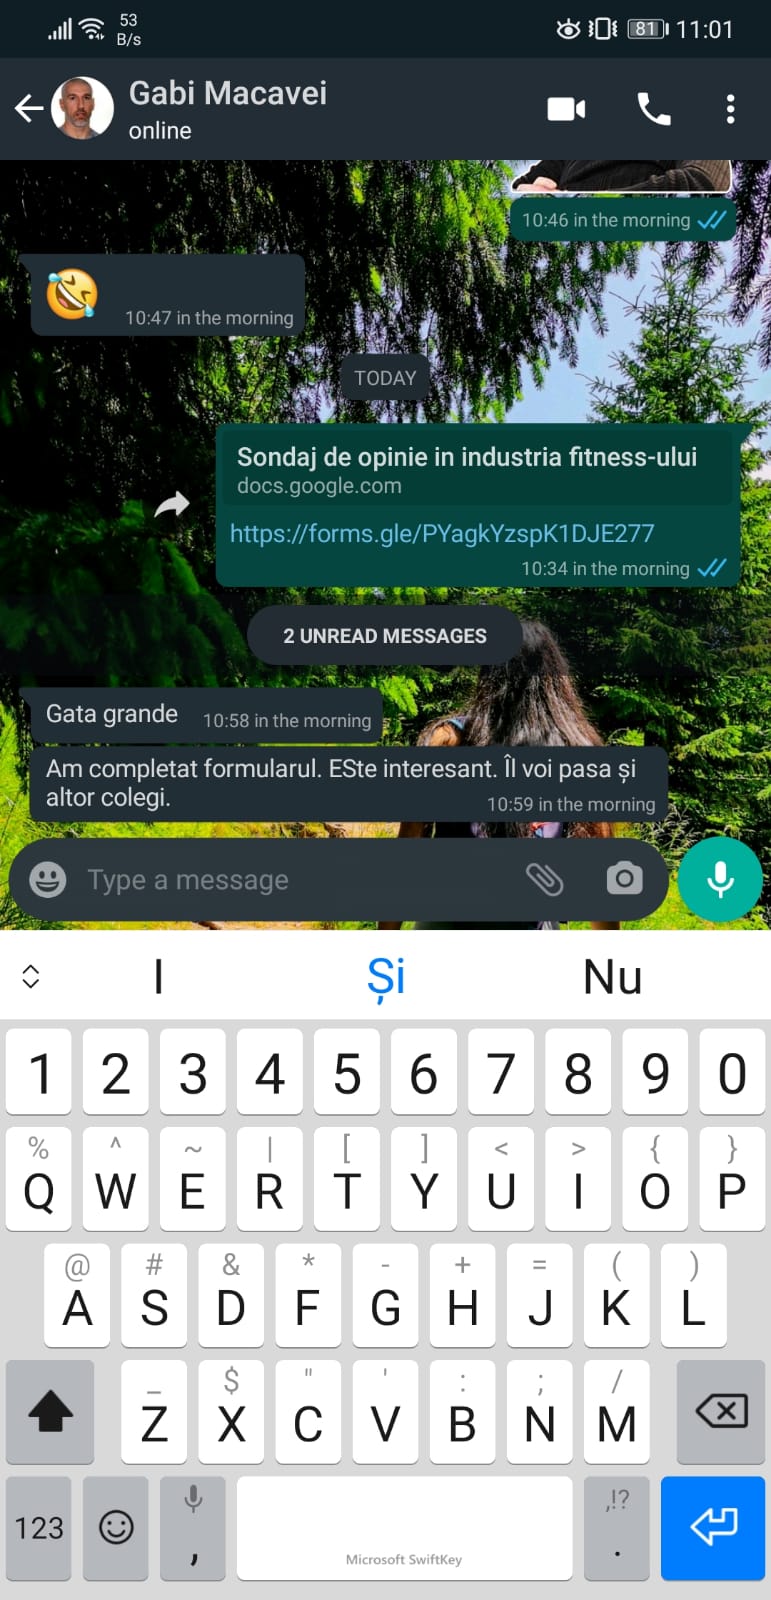 53
B/s
81
11:01
Gabi Macavei
online
10:46 in the morning
10:47 in the morning
TODAY
Sondaj de opinie in industria fitness-ului
docs.google.com
https://forms.gle/PYagkYzspK1DJE277
10:34 in the morning
2 UNREAD MESSAGES
Gata grande 10:58 in the morning
Am completat formularul. ESte interesant. Îl voi pasa și
altor colegi. 10:59 in the morning
Type a message
I Și Nu
1 2 3 4 5 6 7 8 9 0
% ^ ~ | [ ] < > { }
Q W E R T Y U I O P
@ # & * - + = ( )
A S D F G H J K L
_ $ " ' : ; /
Z X C V B N M
,!?
123 , .
Microsoft SwiftKey